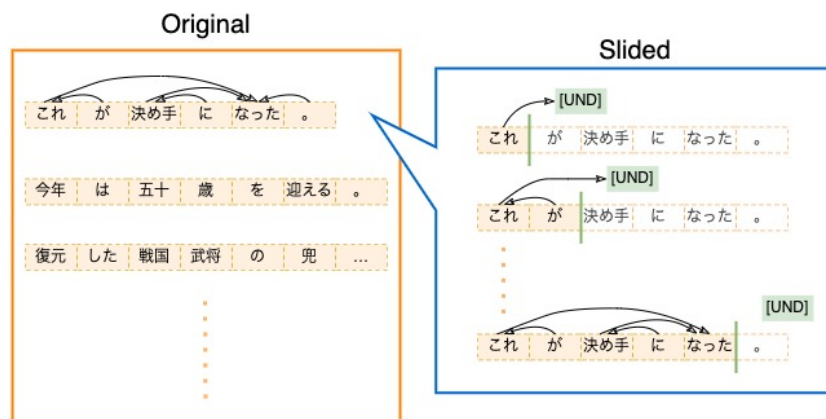 Original
これ が 決め手 に なった 。
今年 は 五十 歳 を 迎える 。
復元 した 戦国 武将 の 兜 ...
Slided
[UND]
これ が 決め手 に なった 。
[UND]
これ が 決め手 に なった 。
[UND]
これ が 決め手 に なった 。